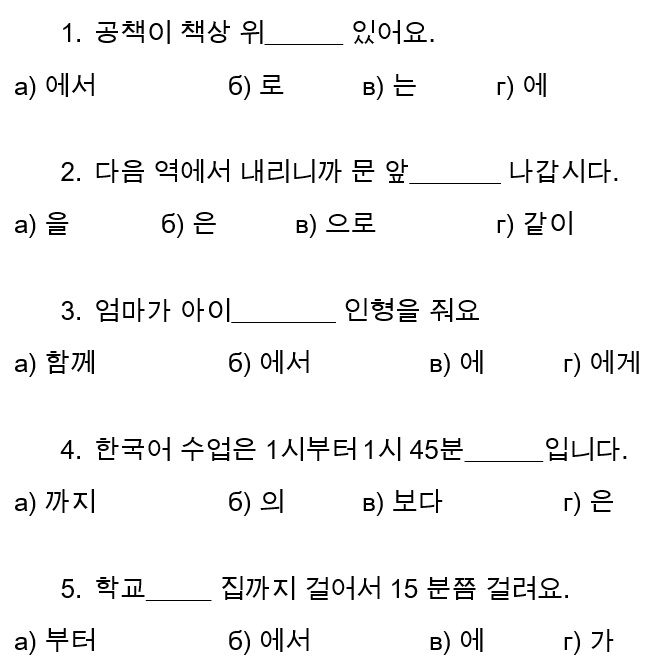 1. 공책이 책상 위______ 있어요.
а) 에서 б) 로 в) 는 г) 에
2. 다음 역에서 내리니까 문 앞_______ 나갑시다.
а) 을 б) 은 в) 으로 г) 같이
3. 엄마가 아이________ 인형을 줘요
а) 함께 б) 에서 в) 에 г) 에게
4. 한국어 수업은 1시부터 1시 45분______입니다.
а) 까지 б) 의 в) 보다 г) 은
5. 학교_____ 집까지 걸어서 15 분쯤 걸려요.
а) 부터 б) 에서 в) 에 г) 가